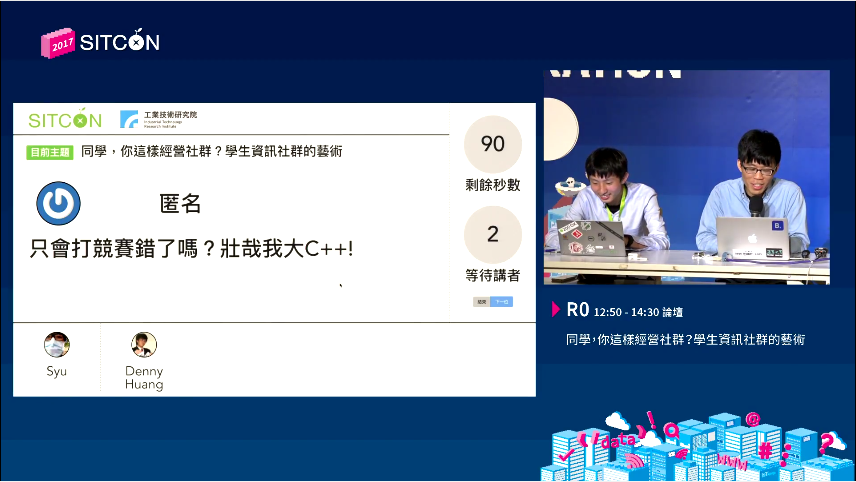 2017 SITCON
SITCON 工業技術研究院
Industrial Technology
Research Institute
目前主題 同學，你這樣經營社群？學生資訊社群的藝術
匿名
只會打競賽錯了嗎？壯哉我大C++!
90
剩餘秒數
2
等待講者
結束 下一位
Syu
Denny
Huang
R0 12:50 - 14:30 論壇
同學，你這樣經營社群？學生資訊社群的藝術
data
www